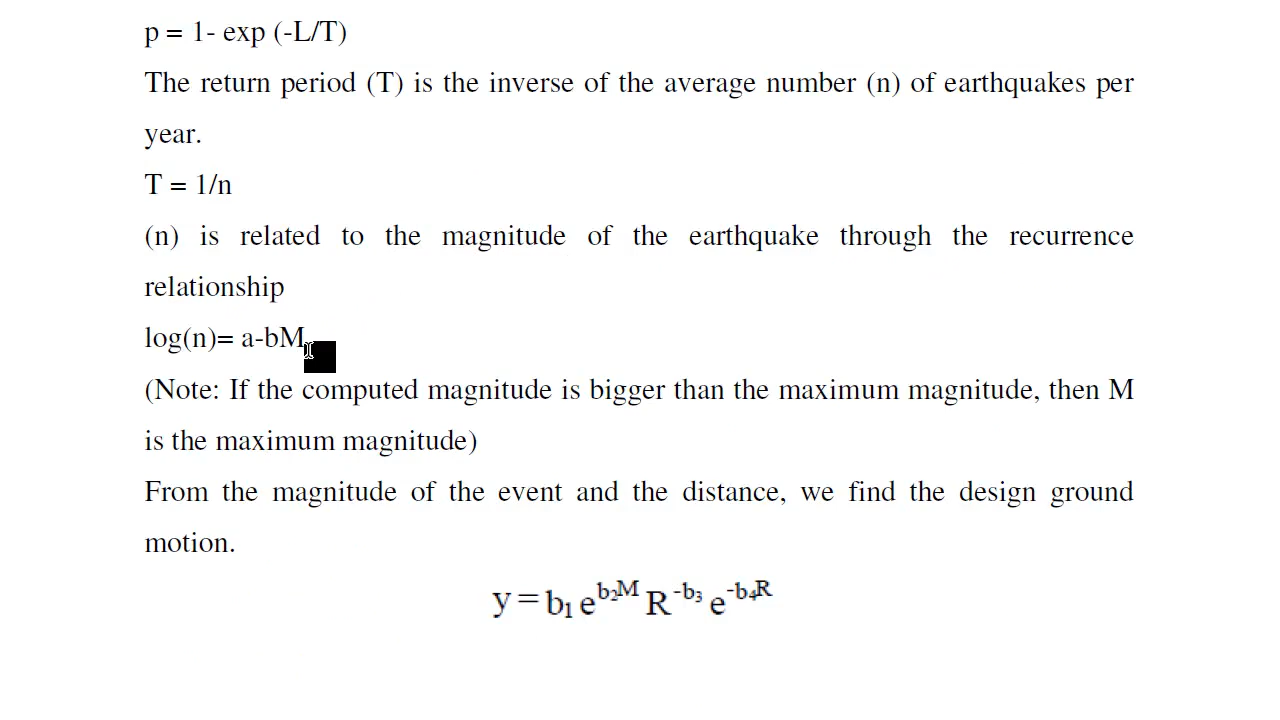 p = 1- exp (-L/T)
The return period (T) is the inverse of the average number (n) of earthquakes per
year.
T = 1/n
(n) is related to the magnitude of the earthquake through the recurrence
relationship
log(n)= a-bM
(Note: If the computed magnitude is bigger than the maximum magnitude, then M
is the maximum magnitude)
From the magnitude of the event and the distance, we find the design ground
motion.
y = b₁ e^{b₂M} R^{-b₃} e^{-b₄R}